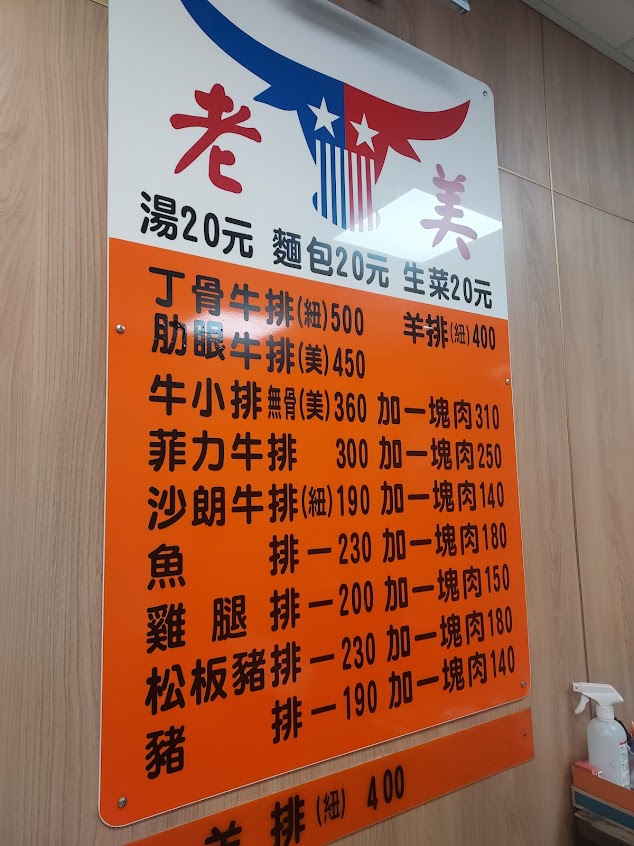 老美
湯20元 麵包20元 生菜20元
丁骨牛排(紐)500 羊排(紐)400
肋眼牛排(美)450
牛小排無骨(美)360 加一塊肉310
菲力牛排 300 加一塊肉250
沙朗牛排(紐)190 加一塊肉140
魚排一230 加一塊肉180
雞腿排一200 加一塊肉150
松板豬排一230 加一塊肉180
豬排一190 加一塊肉140
羊排(紐) 400